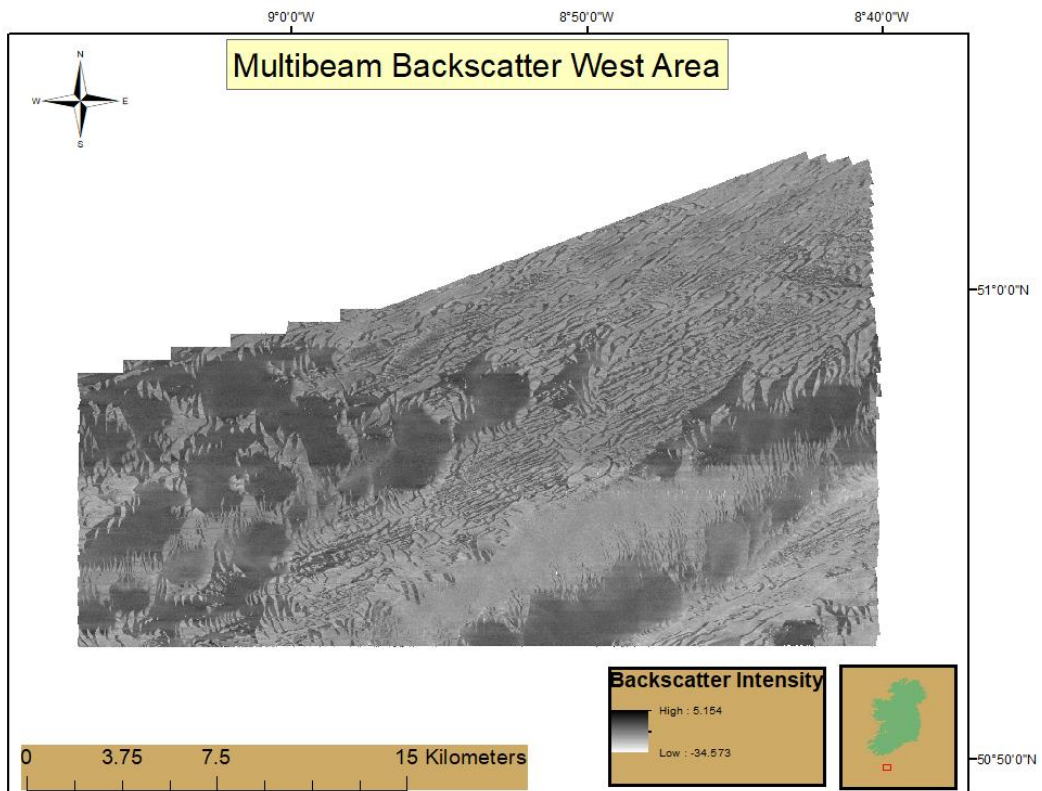 9°0'0"W 8°50'0"W 8°40'0"W
Multibeam Backscatter West Area
N
W E
S
51°0'0"N
Backscatter Intensity
High : 5.154
Low : -34.573
0 3.75 7.5 15 Kilometers
50°50'0"N